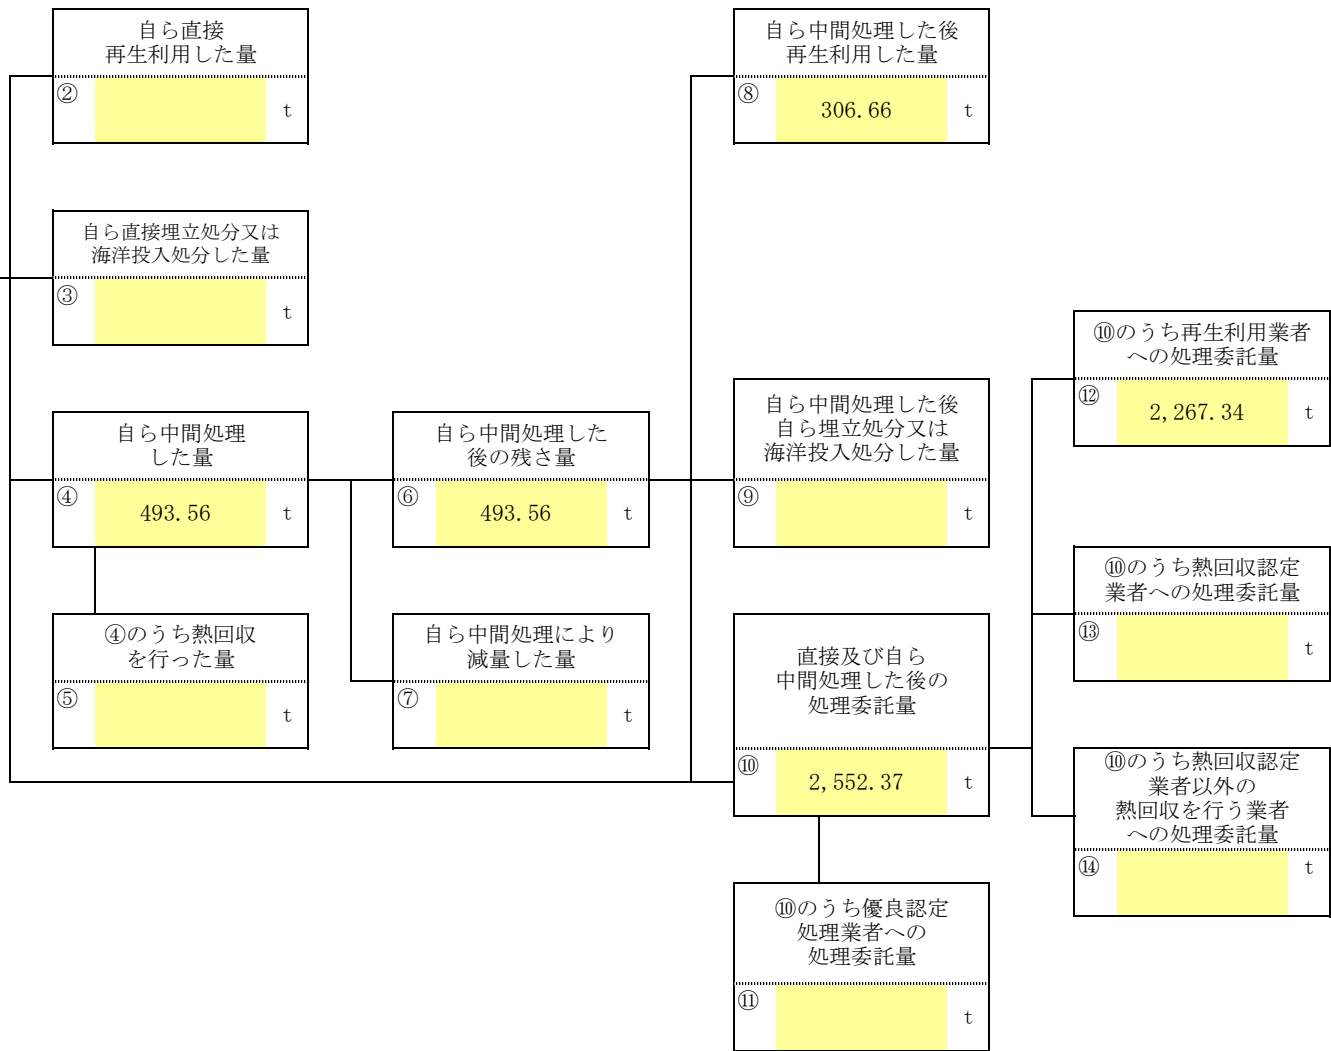 自ら直接
再生利用した量
②
t
自ら直接埋立処分又は
海洋投入処分した量
③
t
自ら中間処理
した量
④
493.56
t
④のうち熱回収
を行った量
⑤
t
自ら中間処理した
後の残さ量
⑥
493.56
t
自ら中間処理により
減量した量
⑦
t
自ら中間処理した後
再生利用した量
⑧
306.66
t
自ら中間処理した後
自ら埋立処分又は
海洋投入処分した量
⑨
t
直接及び自ら
中間処理した後の
処理委託量
⑩
2,552.37
t
⑩のうち優良認定
処理業者への
処理委託量
⑪
t
⑩のうち再生利用業者
への処理委託量
⑫
2,267.34
t
⑩のうち熱回収認定
業者への処理委託量
⑬
t
⑩のうち熱回収認定
業者以外の
熱回収を行う業者
への処理委託量
⑭
t